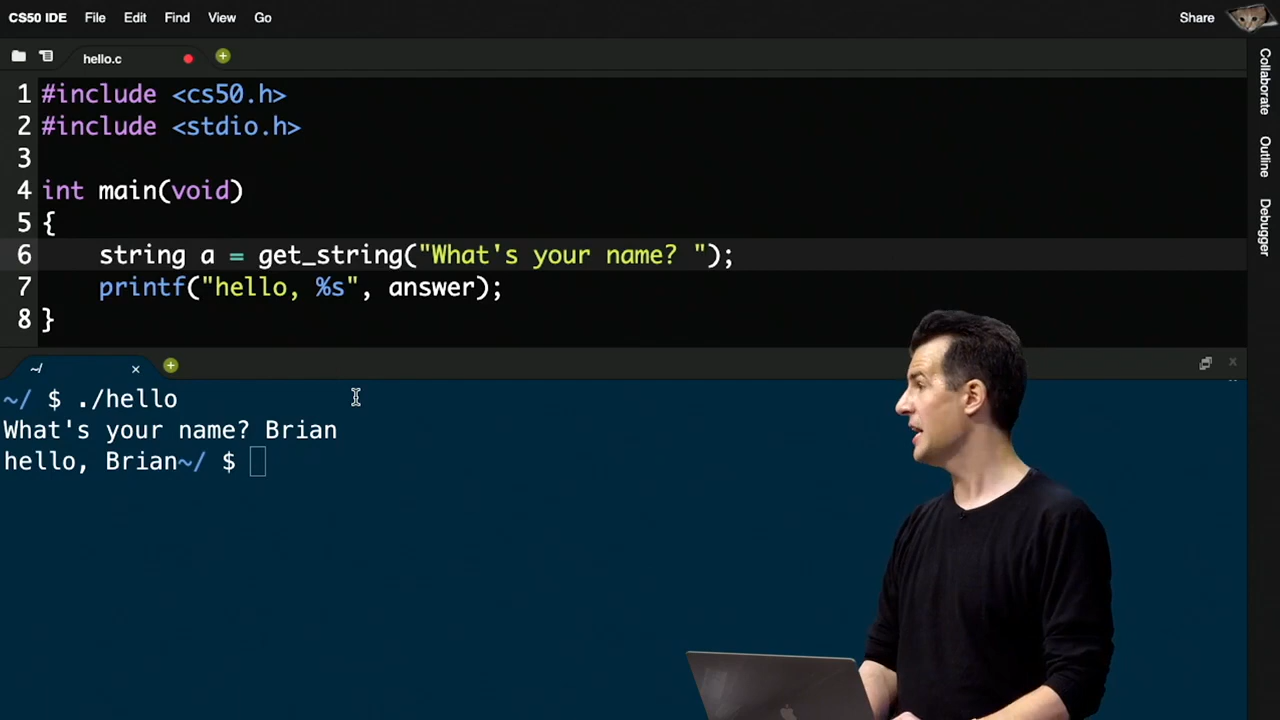 CS50 IDE File Edit Find View Go Share
hello.c
1 #include <cs50.h>
2 #include <stdio.h>
3
4 int main(void)
5 {
6     string a = get_string("What's your name? ");
7     printf("hello, %s", answer);
8 }
Collaborate
Outline
Debugger
~/
~/ $ ./hello
What's your name? Brian
hello, Brian~/ $